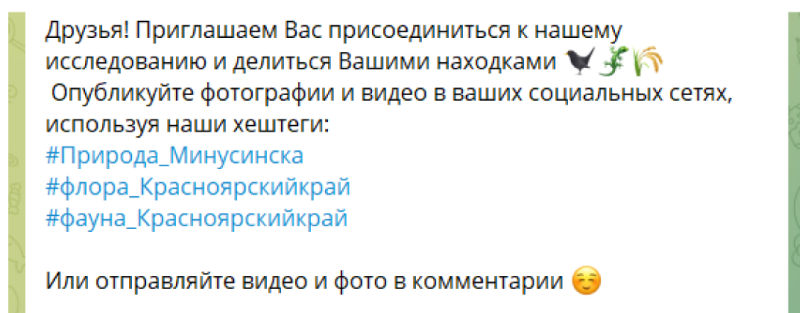 Друзья! Приглашаем Вас присоединиться к нашему
исследованию и делиться Вашими находками 🐦‍⬛🦎🌾
Опубликуйте фотографии и видео в ваших социальных сетях,
используя наши хештеги:
#Природа_Минусинска
#флора_Красноярскийкрай
#фауна_Красноярскийкрай
Или отправляйте видео и фото в комментарии ☺️